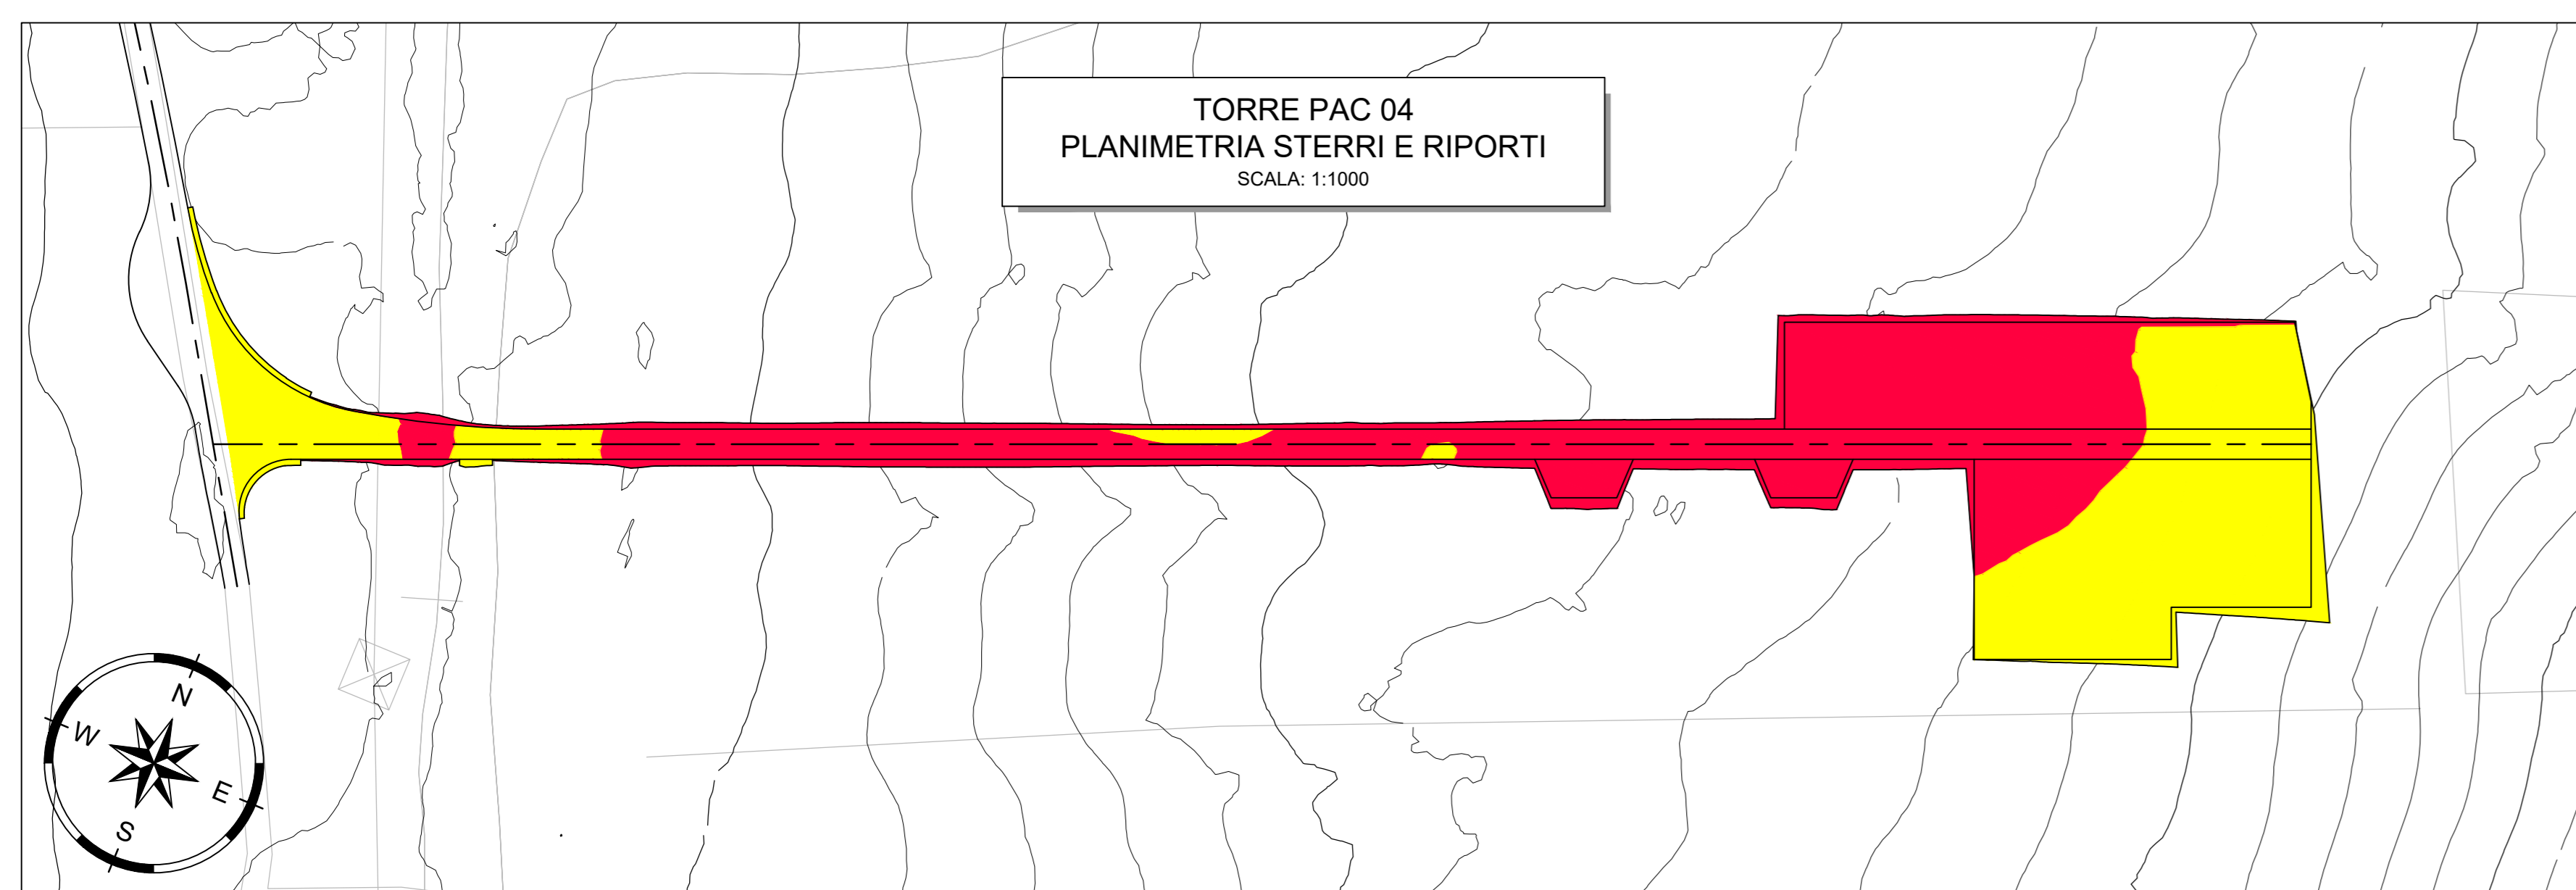 TORRE PAC 04
PLANIMETRIA STERRI E RIPORTI
SCALA: 1:1000
N
W
E
S